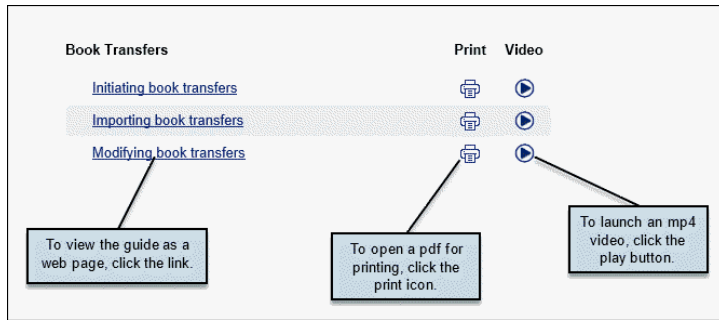 Book Transfers Print Video
Initiating book transfers
Importing book transfers
Modifying book transfers
To view the guide as a
web page, click the link.
To open a pdf for
printing, click the
print icon.
To launch an mp4
video, click the
play button.